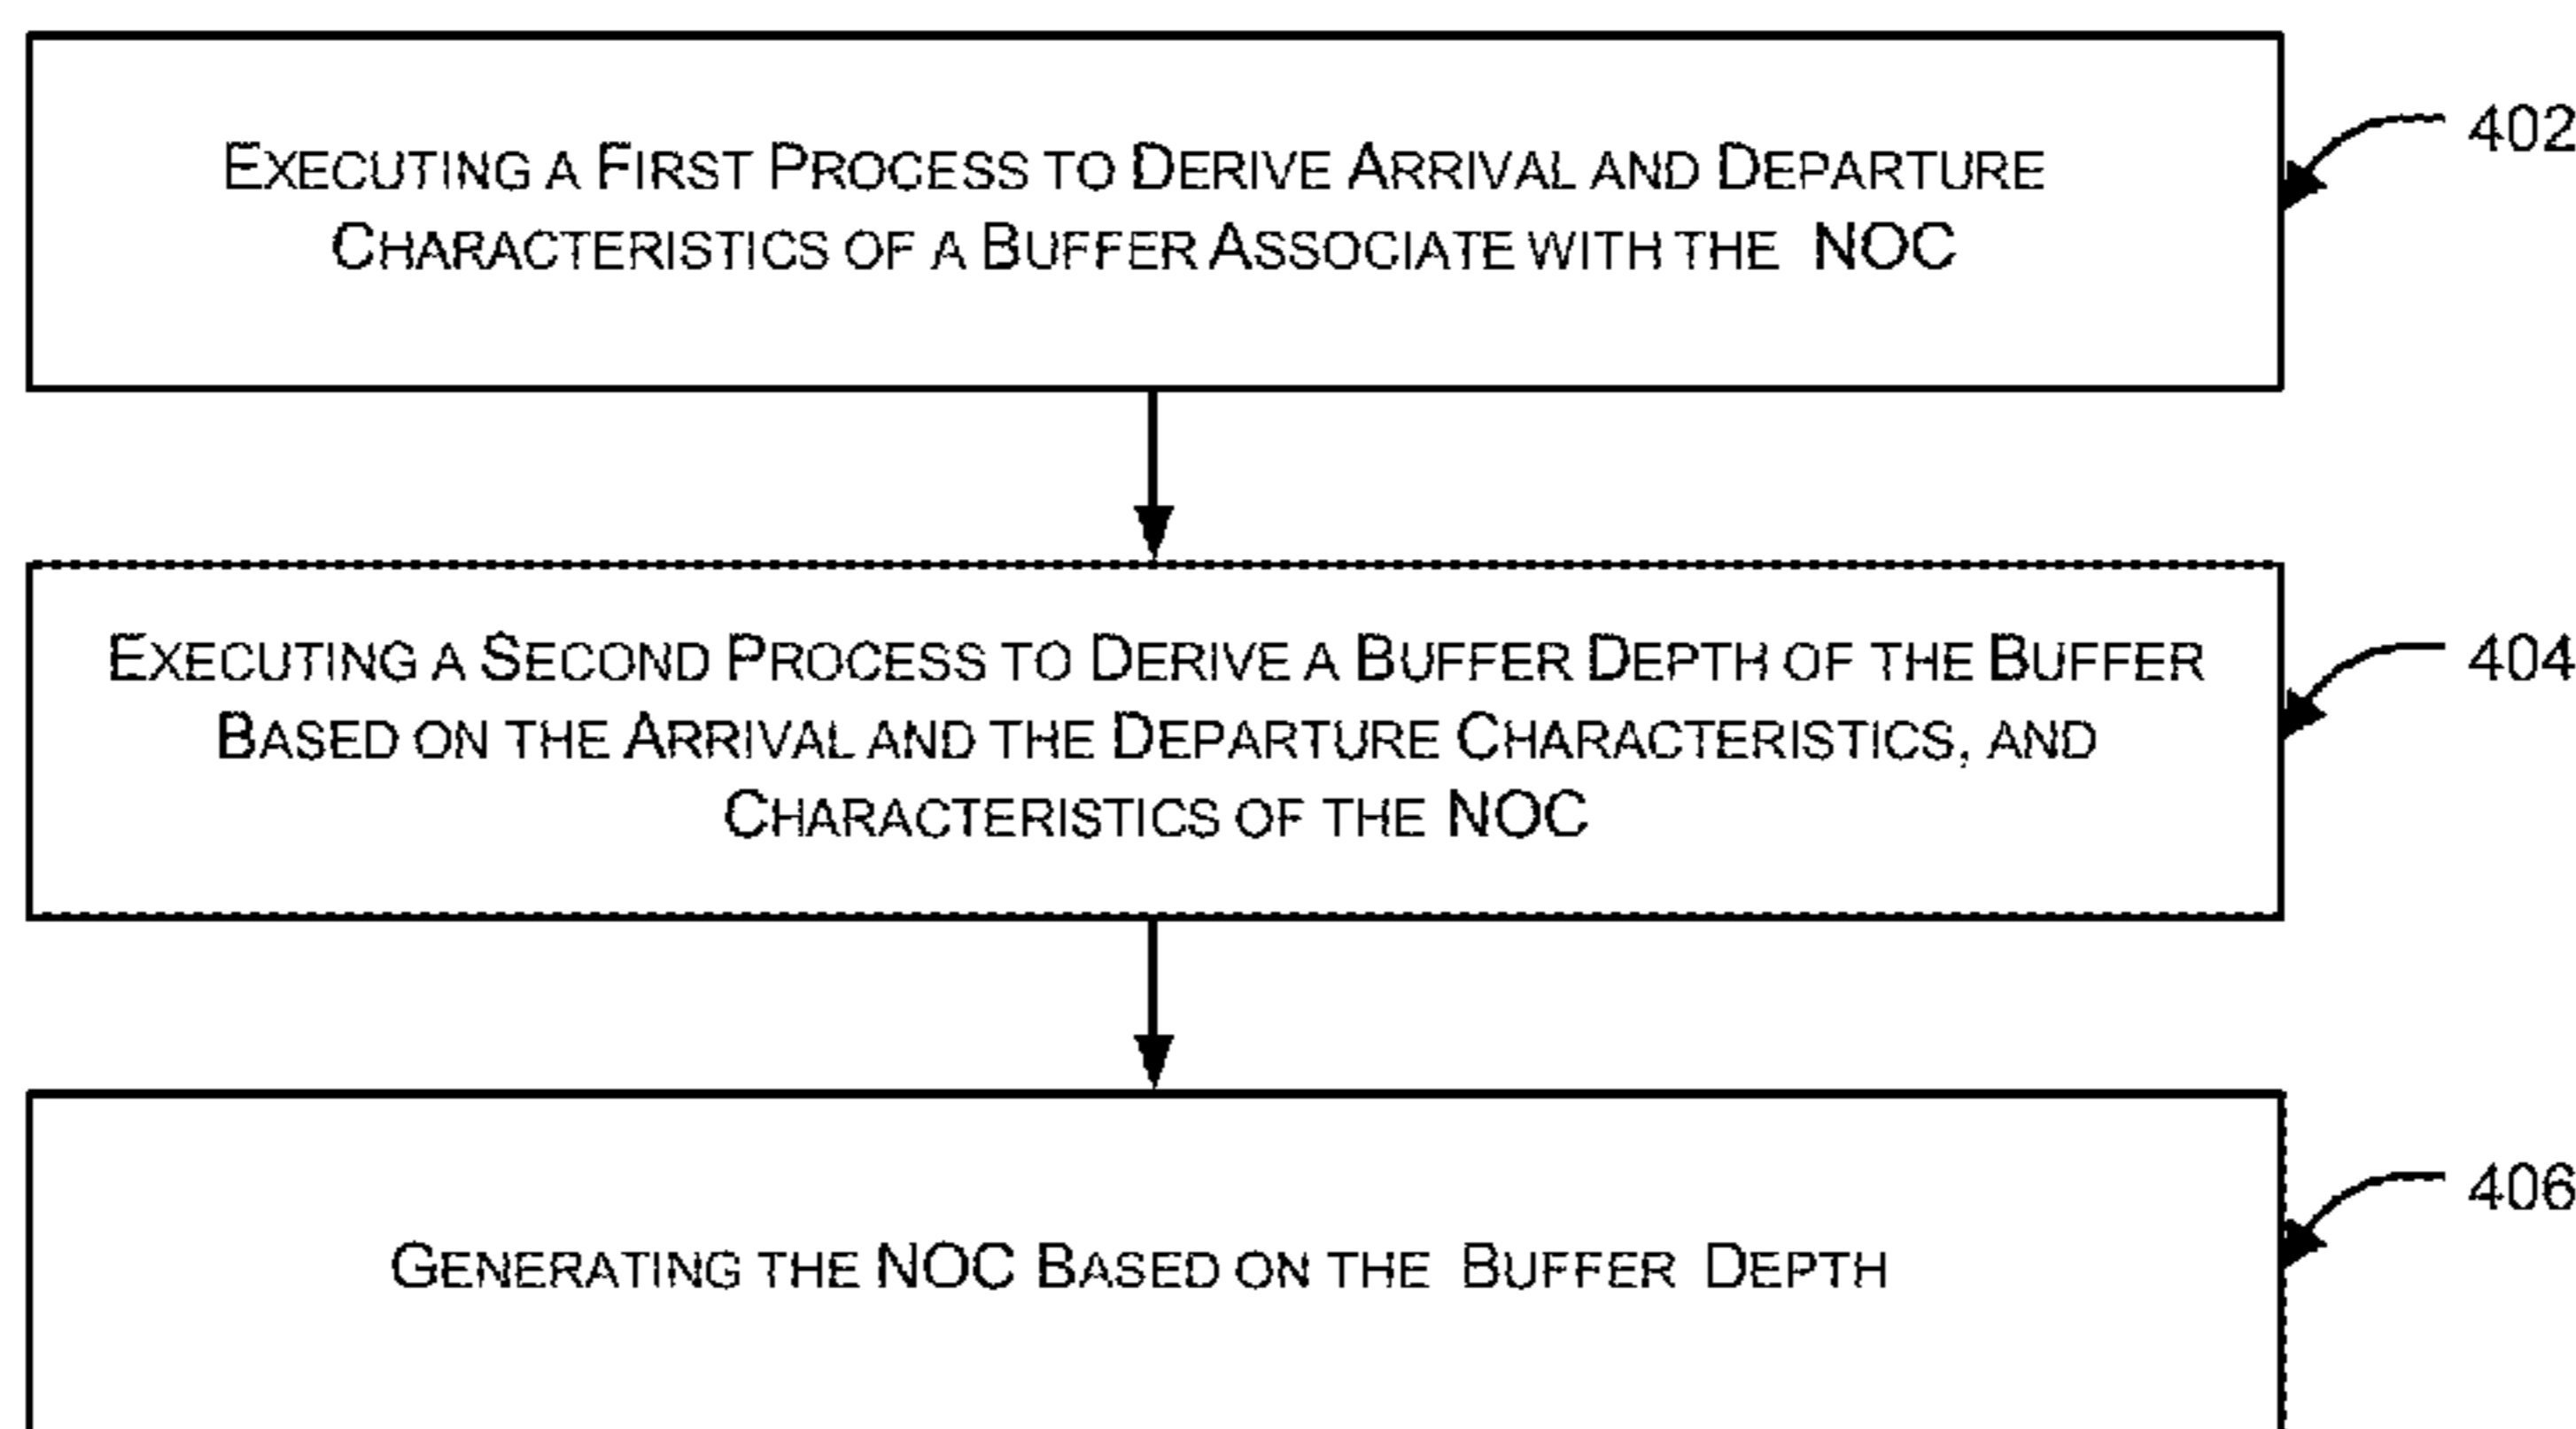 EXECUTING A FIRST PROCESS TO DERIVE ARRIVAL AND DEPARTURE
CHARACTERISTICS OF A BUFFER ASSOCIATE WITH THE NOC
402
EXECUTING A SECOND PROCESS TO DERIVE A BUFFER DEPTH OF THE BUFFER
BASED ON THE ARRIVAL AND THE DEPARTURE CHARACTERISTICS, AND
CHARACTERISTICS OF THE NOC
404
GENERATING THE NOC BASED ON THE BUFFER DEPTH
406